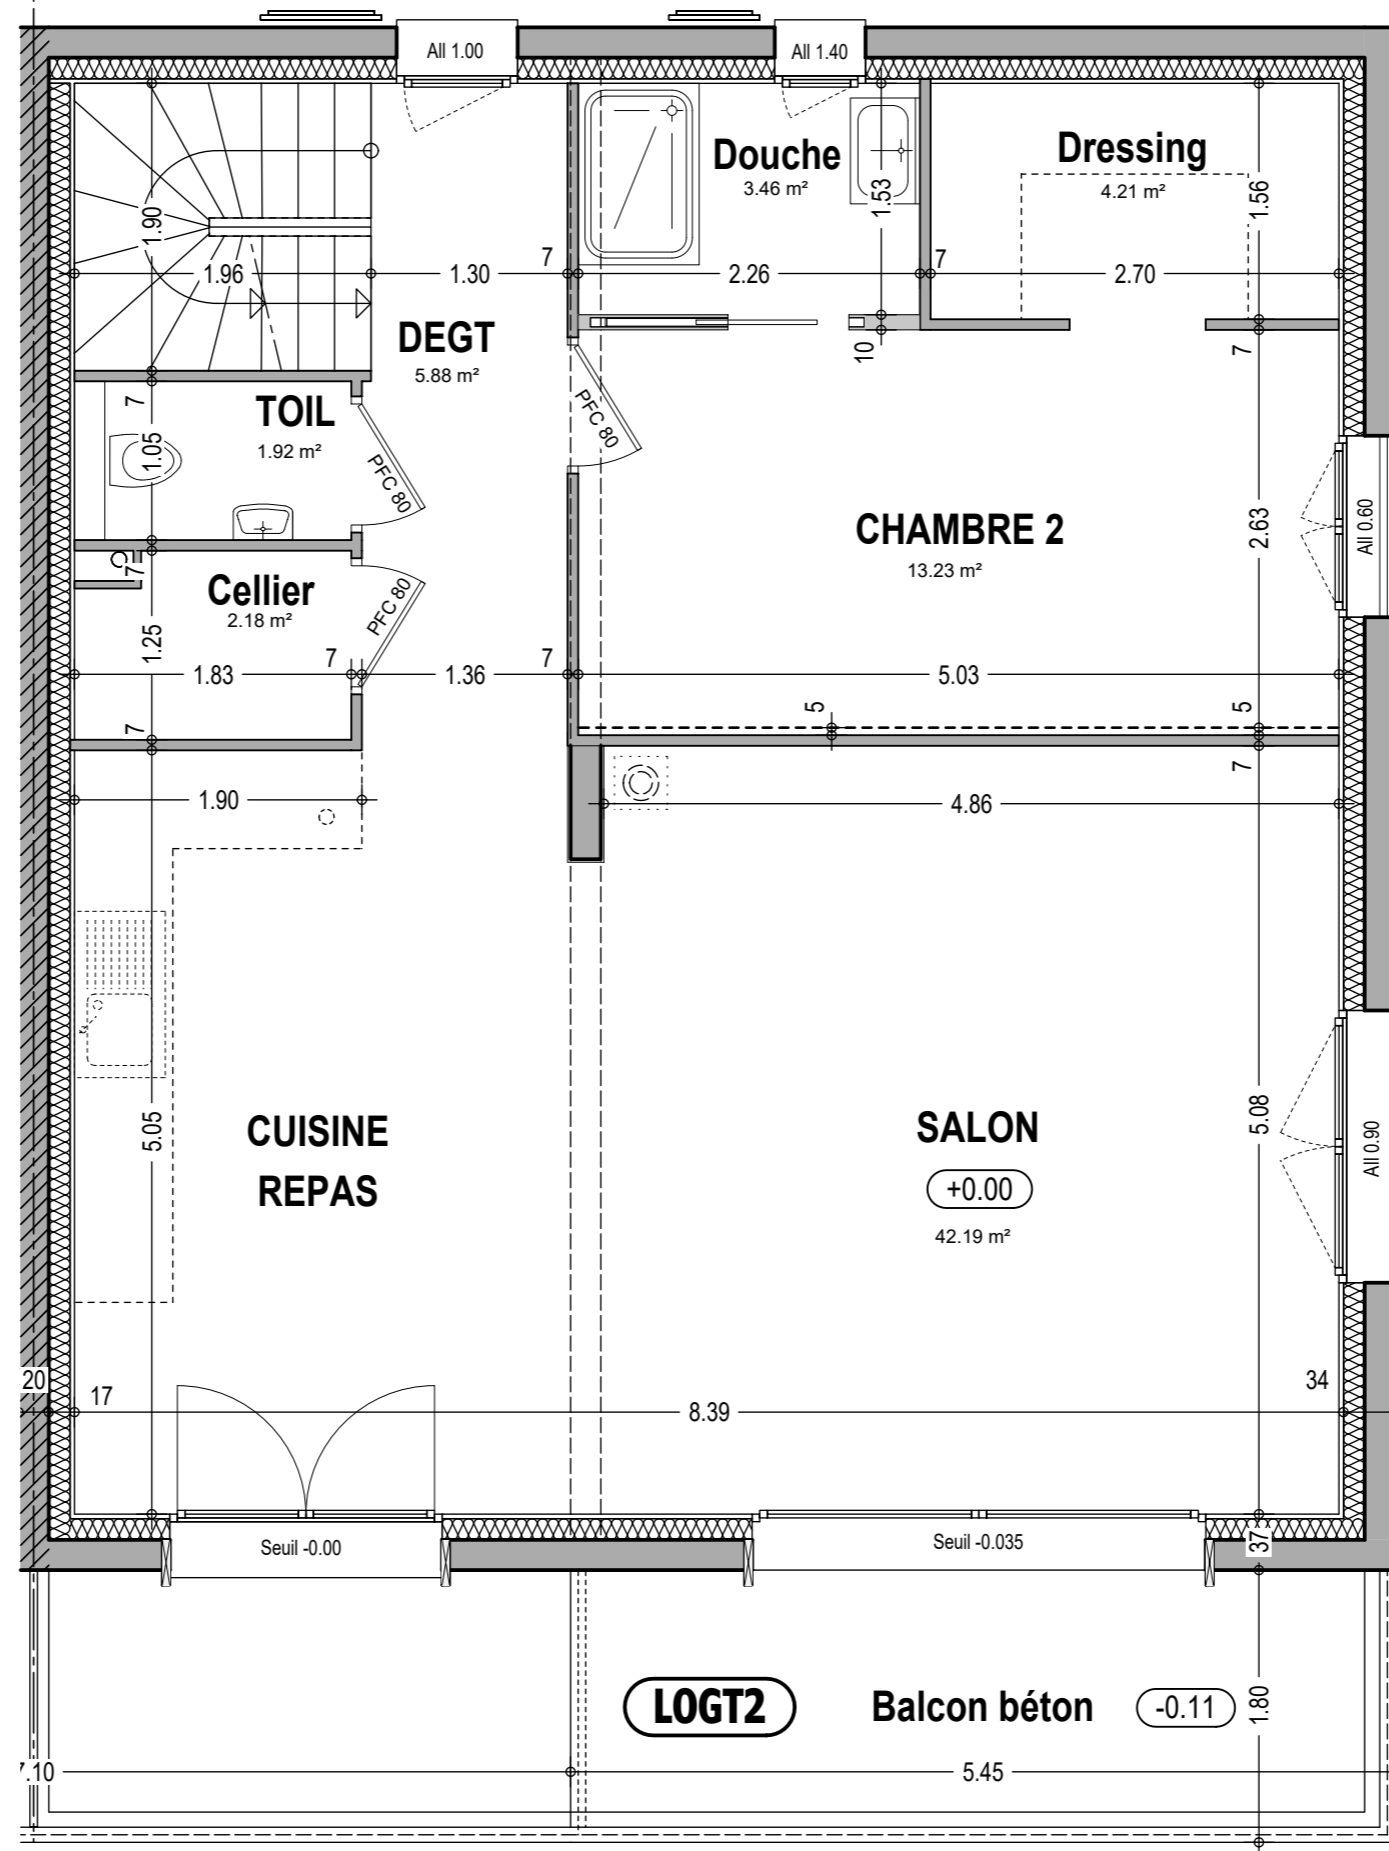 All 1.00
All 1.40
Douche
3.46 m²
Dressing
4.21 m²
1.90
1.53
1.56
1.96
1.30
7
2.26
7
2.70
DEGT
5.88 m²
10
7
TOIL
1.92 m²
7
1.05
PFC 80
PFC 80
CHAMBRE 2
13.23 m²
2.63
All 0.60
7
Cellier
2.18 m²
PFC 80
1.25
1.83
7
1.36
7
5.03
7
5
5
7
1.90
4.86
CUISINE
REPAS
5.05
SALON
+0.00
42.19 m²
5.08
All 0.90
20
17
34
8.39
Seuil -0.00
Seuil -0.035
37
LOGT2
Balcon béton
-0.11
1.80
7.10
5.45